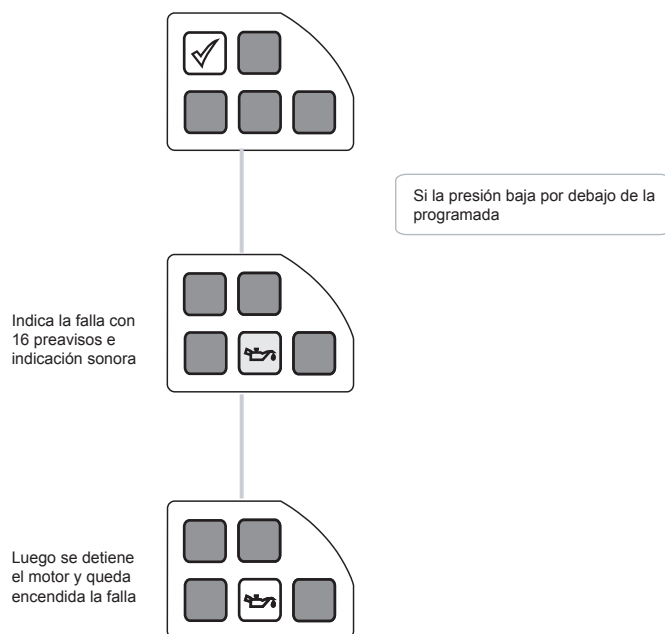 Si la presión baja por debajo de la
programada
Indica la falla con
16 preavisos e
indicación sonora
Luego se detiene
el motor y queda
encendida la falla